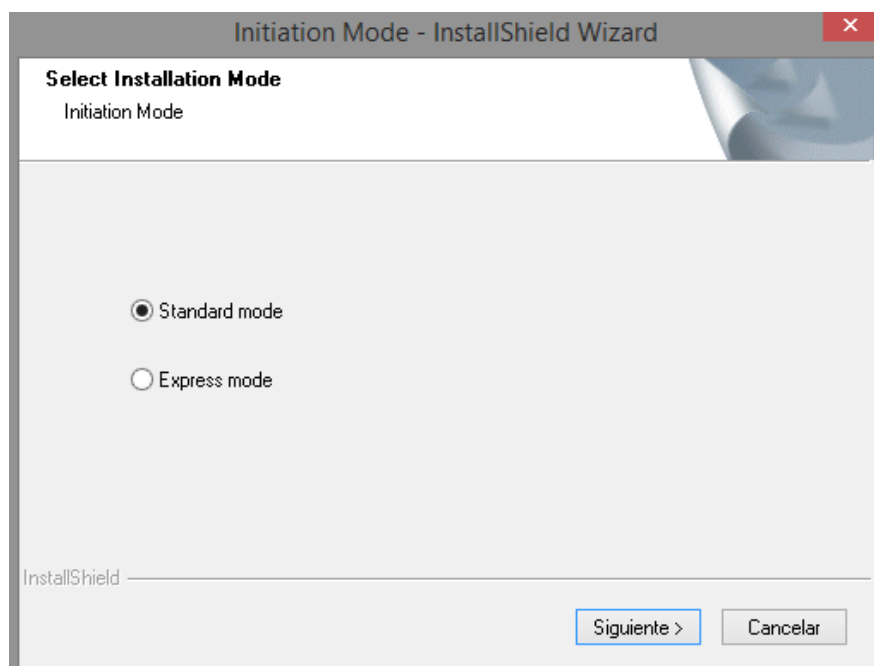 Initiation Mode - InstallShield Wizard
Select Installation Mode
Initiation Mode
Standard mode
Express mode
InstallShield
Siguiente >
Cancelar